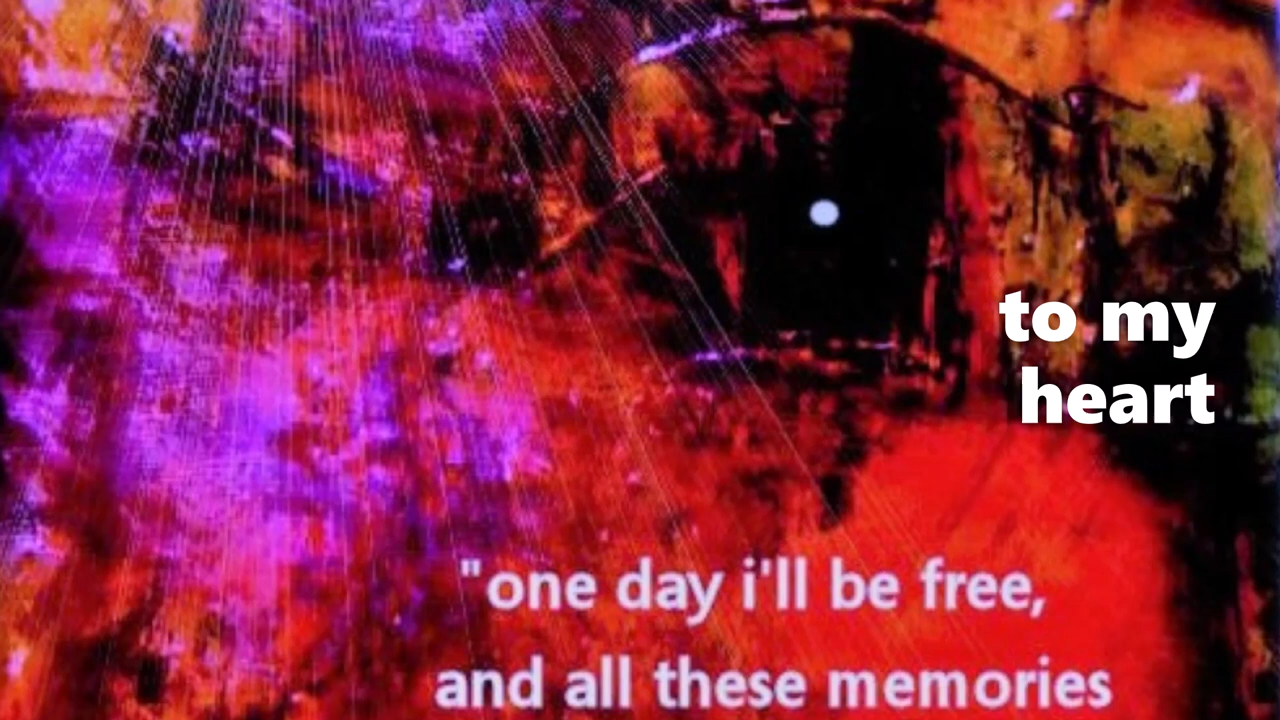 to my
heart
"one day i'll be free,
and all these memories